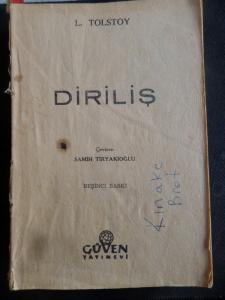 L. TOLSTOY
DİRİLİŞ
Çeviren
SAMİH TİRYAKİOĞLU
BEŞİNCİ BASKI
GÜVEN
YAYINEVİ